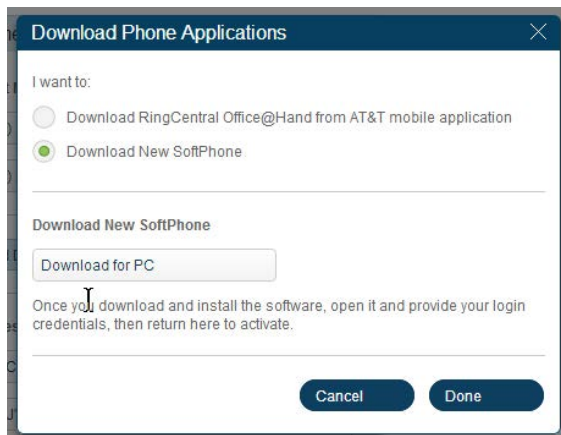 Download Phone Applications
I want to:
Download RingCentral Office@Hand from AT&T mobile application
Download New SoftPhone
Download New SoftPhone
Download for PC
Once you download and install the software, open it and provide your login
credentials, then return here to activate.
Cancel
Done